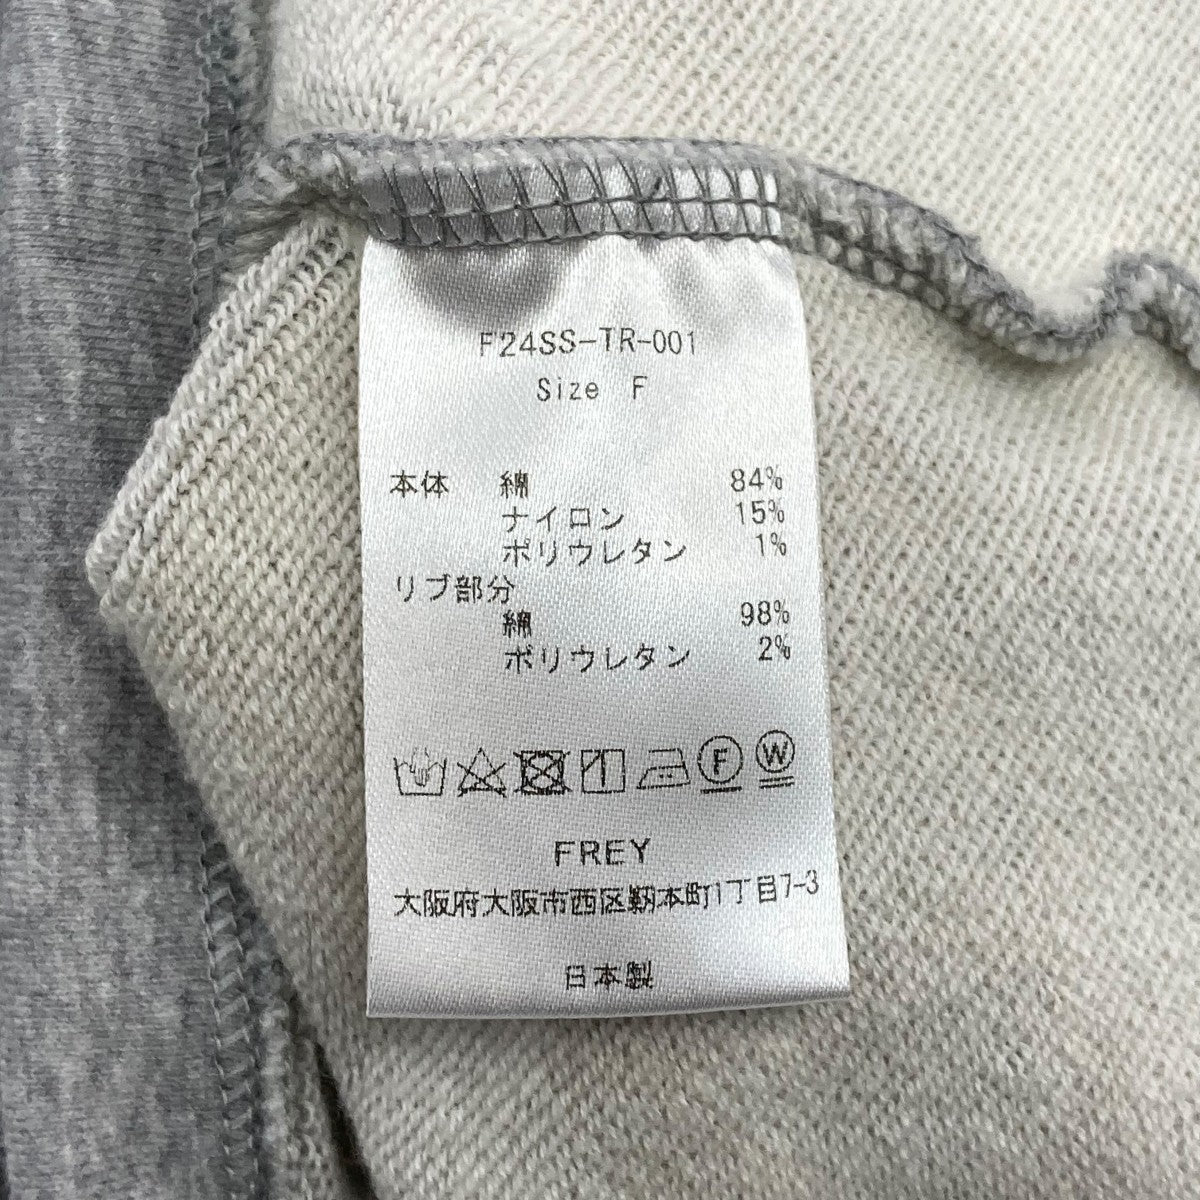 F24SS-TR-001
Size F
本体 綿 84%
ナイロン 15%
ポリウレタン 1%
リブ部分
綿 98%
ポリウレタン 2%
F W
FREY
大阪府大阪市西区靱本町1丁目7-3
日本製